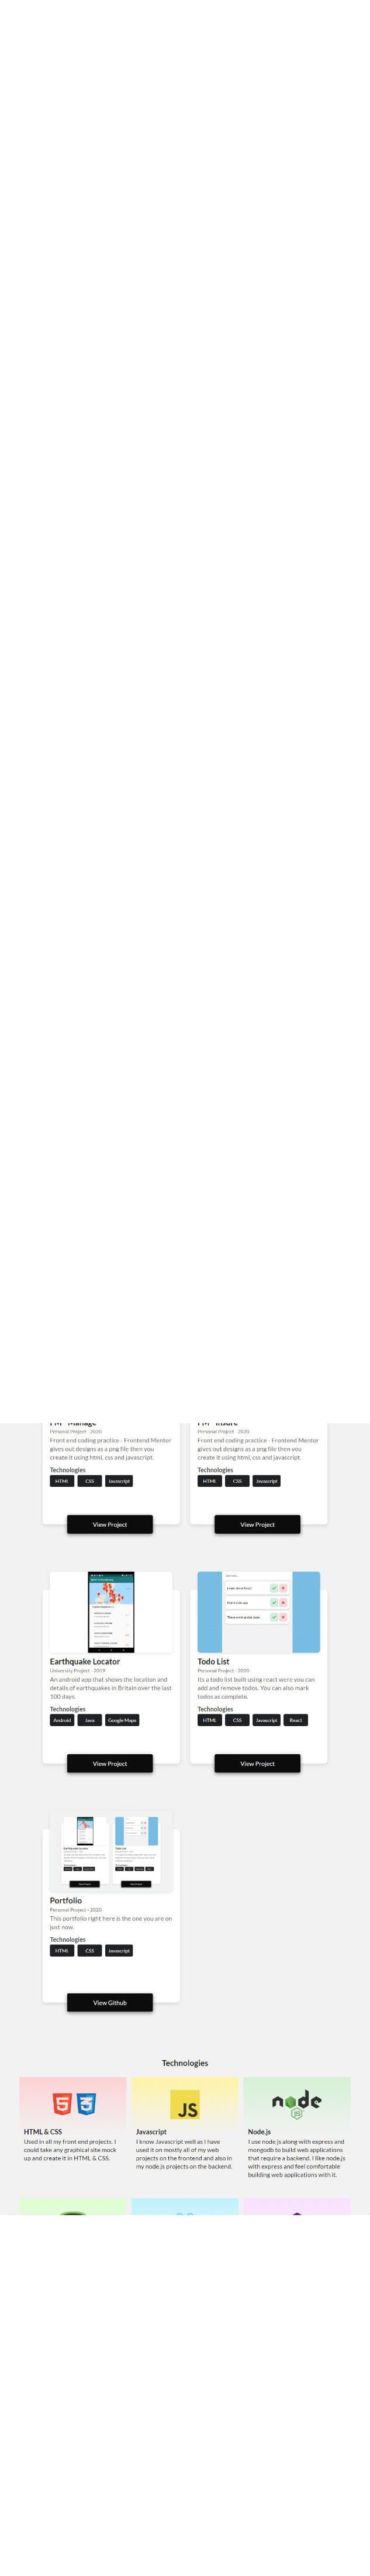 FM - Manage
Personal Project - 2020
Front end coding practice - Frontend Mentor
gives out designs as a png file then you
create it using html, css and javascript.
Technologies
HTML CSS Javascript
View Project
FM - Insure
Personal Project - 2020
Front end coding practice - Frontend Mentor
gives out designs as a png file then you
create it using html, css and javascript.
Technologies
HTML CSS Javascript
View Project
Earthquake Locator
University Project - 2019
An android app that shows the location and
details of earthquakes in Britain over the last
100 days.
Technologies
Android Java Google Maps
View Project
Todo List
Personal Project - 2020
Its a todo list built using react were you can
add and remove todos. You can also mark
todos as complete.
Technologies
HTML CSS Javascript React
View Project
Earthquake Locator
Todo List
View Project
View Project
Portfolio
Personal Project - 2020
This portfolio right here is the one you are on
just now.
Technologies
HTML CSS Javascript
View Github
Technologies
HTML & CSS
Used in all my front end projects. I
could take any graphical site mock
up and create it in HTML & CSS.
JS
Javascript
I know Javascript well as I have
used it on mostly all of my web
projects on the frontend and also in
my node.js projects on the backend.
node
JS
Node.js
I use node js along with express and
mongodb to build web applications
that require a backend. I like node.js
with express and feel comfortable
building web applications with it.